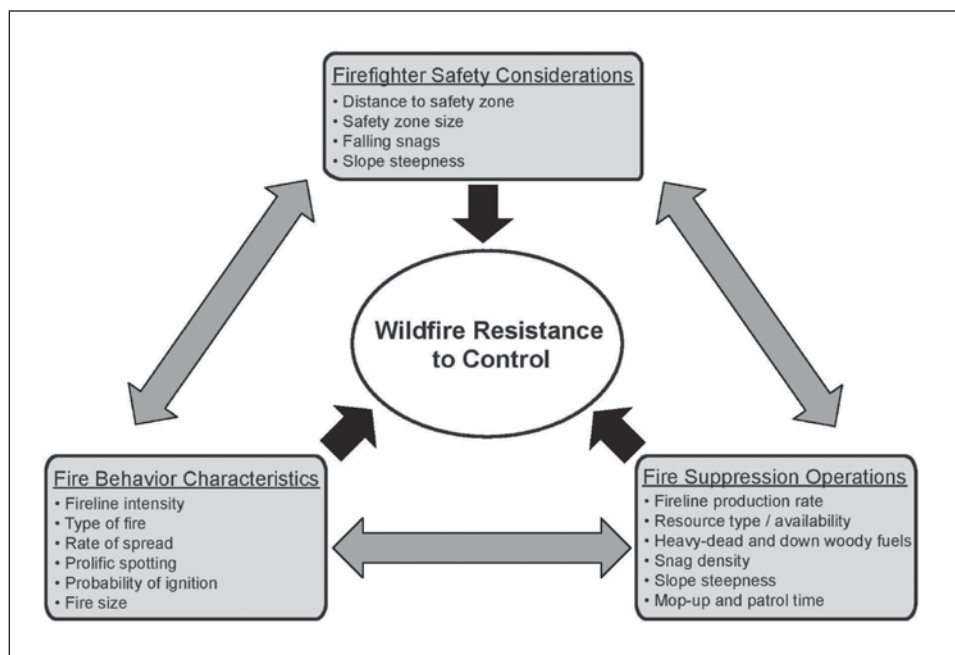 Firefighter Safety Considerations
• Distance to safety zone
• Safety zone size
• Falling snags
• Slope steepness
Wildfire Resistance
to Control
Fire Behavior Characteristics
• Fireline intensity
• Type of fire
• Rate of spread
• Prolific spotting
• Probability of ignition
• Fire size
Fire Suppression Operations
• Fireline production rate
• Resource type / availability
• Heavy-dead and down woody fuels
• Snag density
• Slope steepness
• Mop-up and patrol time